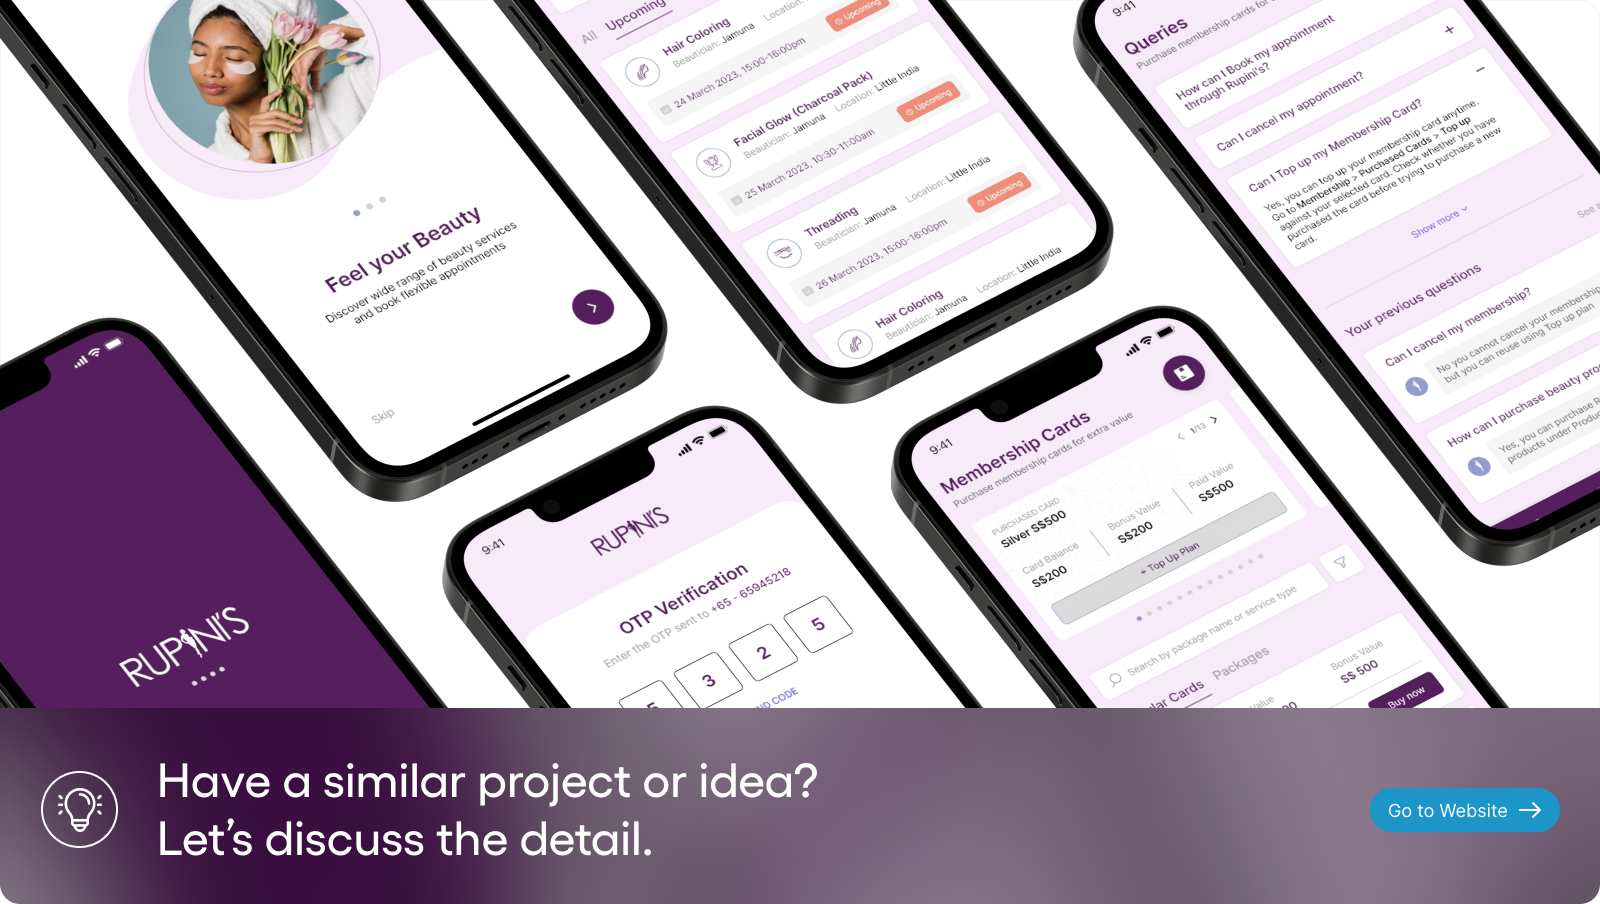 Feel your Beauty
Discover wide range of beauty services
and book flexible appointments
Skip
All Upcoming
Hair Coloring
Beautician: Jamuna Location:
24 March 2023, 15:00-16:00pm
Upcoming
Facial Glow (Charcoal Pack)
Beautician: Jamuna Location: Little India
25 March 2023, 10:30-11:00am
Upcoming
Threading
Beautician: Jamuna Location: Little India
26 March 2023, 15:00-16:00pm
Upcoming
Hair Coloring
Beautician: Jamuna Location: Little India
9:41
Queries
Purchase membership cards for
How can I Book my appointment
through Rupini's?
Can I cancel my appointment?
Can I Top up my Membership Card?
Yes, you can top up your membership card anytime.
Go to Membership > Purchased Cards > Top up
against your selected card. Check whether you have
purchased the card before trying to purchase a new
card.
Show more
See
Your previous questions
Can I cancel my membership?
No you cannot cancel your membership
but you can reuse using Top up plan
How can I purchase beauty
Yes, you can purchase
products under
RUPINI'S
9:41
RUPINI'S
OTP Verification
Enter the OTP sent to +65 - 65945218
5 3 2 5
CODE
9:41
Membership Cards
Purchase membership cards for extra value
1/13
PURCHASED CARD
Silver S$500
Card Balance
S$200
Bonus Value
S$200
Paid Value
S$500
+ Top Up Plan
Search by package name or service type
Cards Packages
Value
Bonus Value
S$ 500
Buy now
Have a similar project or idea?
Let's discuss the detail.
Go to Website